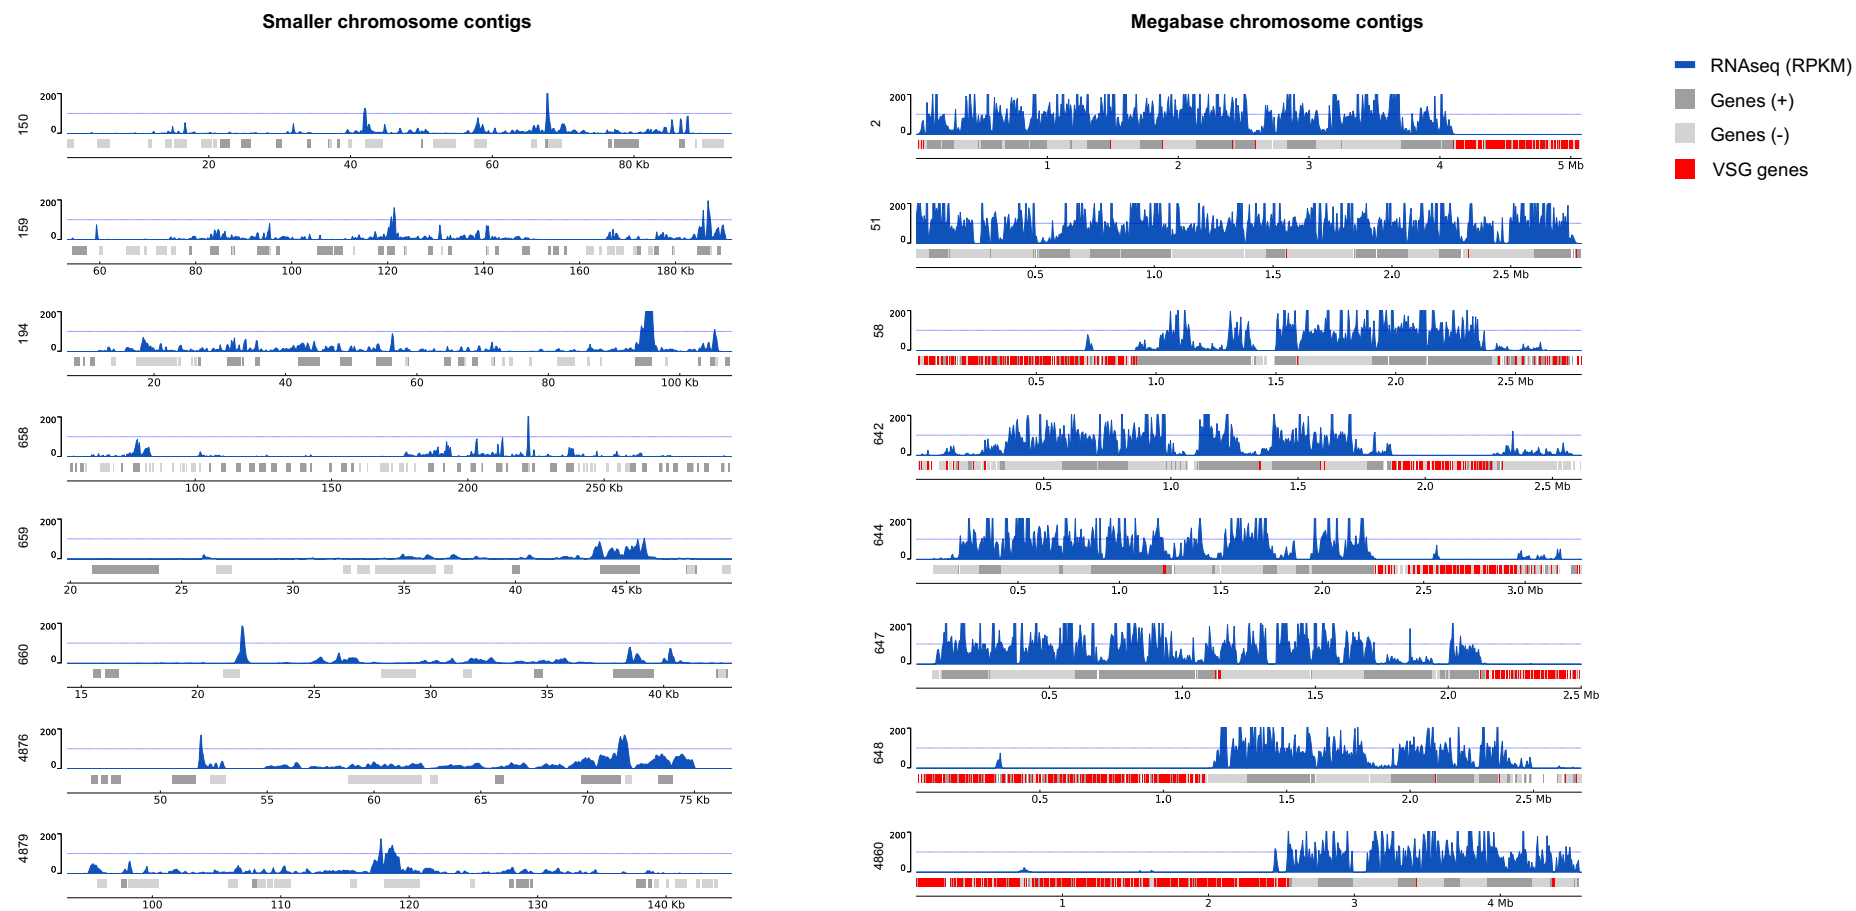 Smaller chromosome contigs
150
200
0
20 40 60 80 Kb
159
200
0
60 80 100 120 140 160 180 Kb
194
200
0
20 40 60 80 100 Kb
658
200
0
100 150 200 250 Kb
659
200
0
20 25 30 35 40 45 Kb
660
200
0
15 20 25 30 35 40 Kb
4876
200
0
50 55 60 65 70 75 Kb
4879
200
0
100 110 120 130 140 Kb
Megabase chromosome contigs
2
200
0
1 2 3 4 5 Mb
51
200
0
0.5 1.0 1.5 2.0 2.5 Mb
58
200
0
0.5 1.0 1.5 2.0 2.5 Mb
642
200
0
0.5 1.0 1.5 2.0 2.5 Mb
644
200
0
0.5 1.0 1.5 2.0 2.5 3.0 Mb
647
200
0
0.5 1.0 1.5 2.0 2.5 Mb
648
200
0
0.5 1.0 1.5 2.0 2.5 Mb
4860
200
0
1 2 3 4 Mb
RNAseq (RPKM)
Genes (+)
Genes (-)
VSG genes